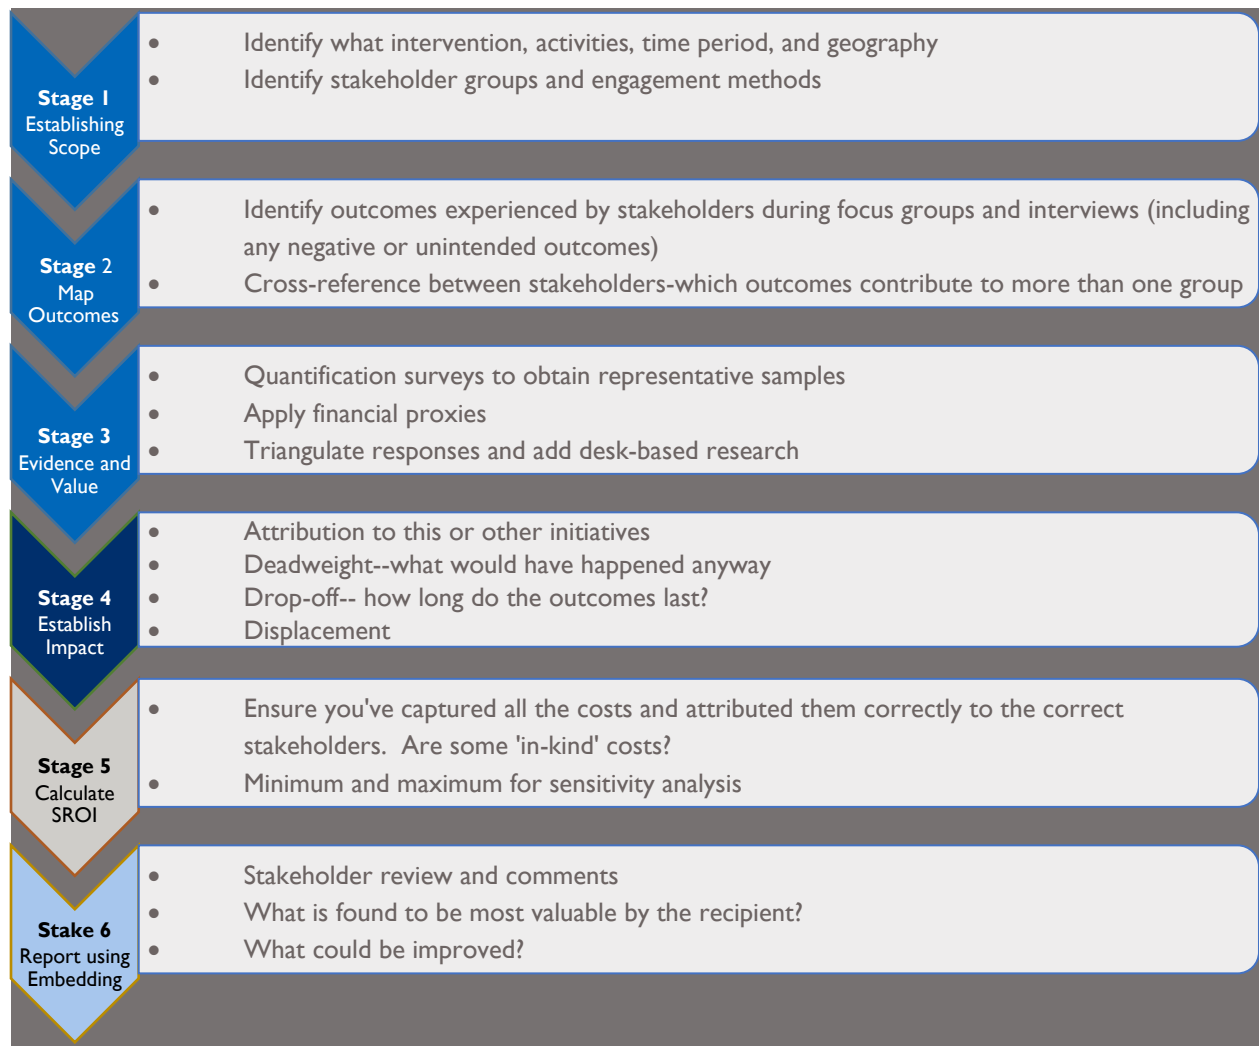 Stage 1
Establishing
Scope
• Identify what intervention, activities, time period, and geography
• Identify stakeholder groups and engagement methods
Stage 2
Map
Outcomes
• Identify outcomes experienced by stakeholders during focus groups and interviews (including
any negative or unintended outcomes)
• Cross-reference between stakeholders-which outcomes contribute to more than one group
Stage 3
Evidence and
Value
• Quantification surveys to obtain representative samples
• Apply financial proxies
• Triangulate responses and add desk-based research
Stage 4
Establish
Impact
• Attribution to this or other initiatives
• Deadweight--what would have happened anyway
• Drop-off-- how long do the outcomes last?
• Displacement
Stage 5
Calculate
SROI
• Ensure you've captured all the costs and attributed them correctly to the correct
stakeholders.  Are some 'in-kind' costs?
• Minimum and maximum for sensitivity analysis
Stake 6
Report using
Embedding
• Stakeholder review and comments
• What is found to be most valuable by the recipient?
• What could be improved?